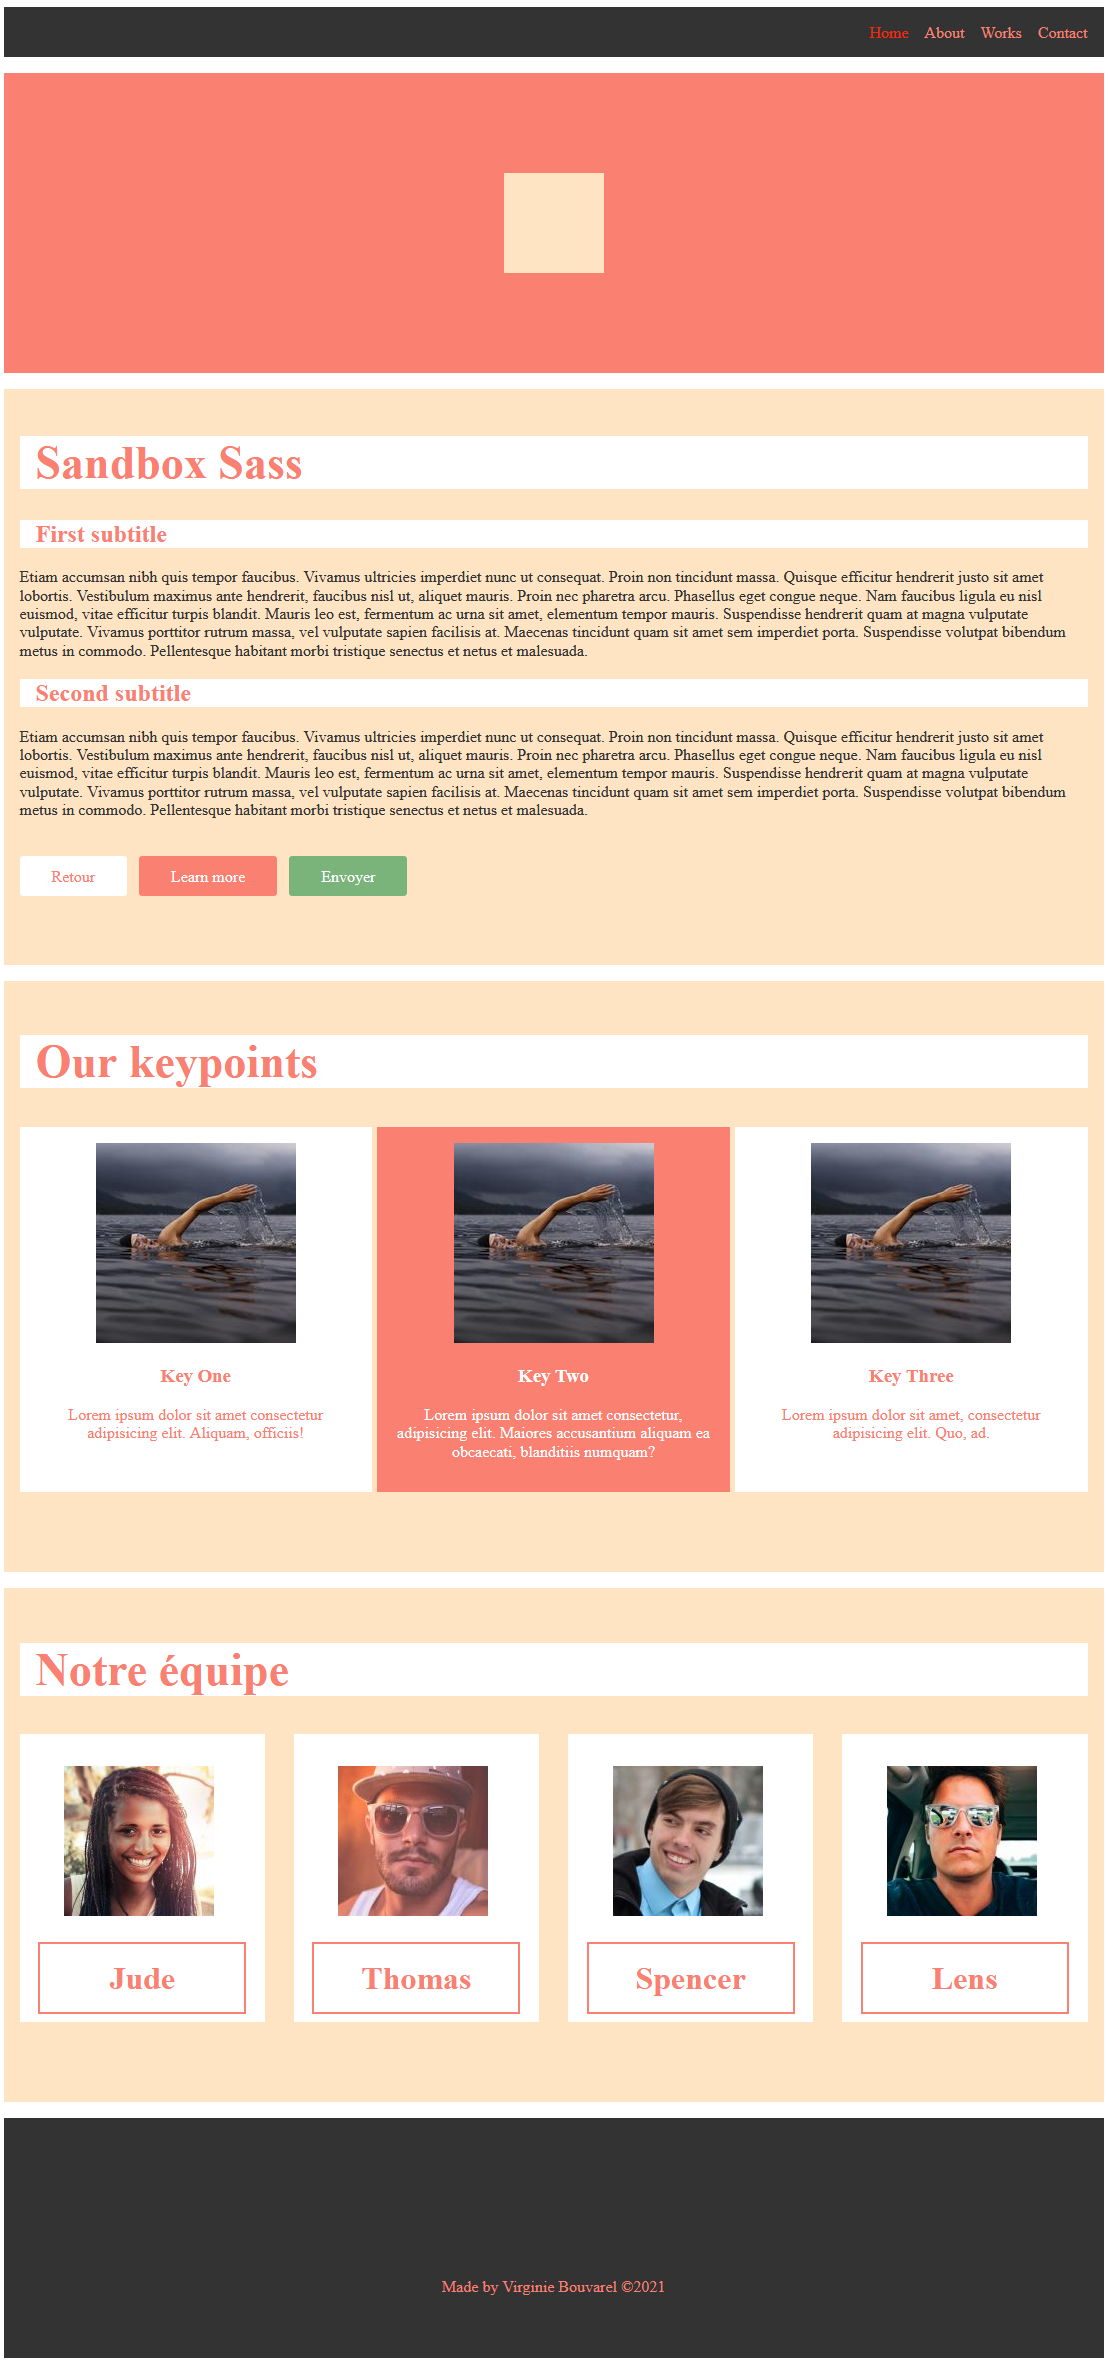 Home About Works Contact
Sandbox Sass
First subtitle
Etiam accumsan nibh quis tempor faucibus. Vivamus ultricies imperdiet nunc ut consequat. Proin non tincidunt massa. Quisque efficitur hendrerit justo sit amet
lobortis. Vestibulum maximus ante hendrerit, faucibus nisl ut, aliquet mauris. Proin nec pharetra arcu. Phasellus eget congue neque. Nam faucibus ligula eu nisl
euismod, vitae efficitur turpis blandit. Mauris leo est, fermentum ac urna sit amet, elementum tempor mauris. Suspendisse hendrerit quam at magna vulputate
vulputate. Vivamus porttitor rutrum massa, vel vulputate sapien facilisis at. Maecenas tincidunt quam sit amet sem imperdiet porta. Suspendisse volutpat bibendum
metus in commodo. Pellentesque habitant morbi tristique senectus et netus et malesuada.
Second subtitle
Etiam accumsan nibh quis tempor faucibus. Vivamus ultricies imperdiet nunc ut consequat. Proin non tincidunt massa. Quisque efficitur hendrerit justo sit amet
lobortis. Vestibulum maximus ante hendrerit, faucibus nisl ut, aliquet mauris. Proin nec pharetra arcu. Phasellus eget congue neque. Nam faucibus ligula eu nisl
euismod, vitae efficitur turpis blandit. Mauris leo est, fermentum ac urna sit amet, elementum tempor mauris. Suspendisse hendrerit quam at magna vulputate
vulputate. Vivamus porttitor rutrum massa, vel vulputate sapien facilisis at. Maecenas tincidunt quam sit amet sem imperdiet porta. Suspendisse volutpat bibendum
metus in commodo. Pellentesque habitant morbi tristique senectus et netus et malesuada.
Retour Learn more Envoyer
Our keypoints
Key One
Lorem ipsum dolor sit amet consectetur
adipisicing elit. Aliquam, officiis!
Key Two
Lorem ipsum dolor sit amet consectetur,
adipisicing elit. Maiores accusantium aliquam ea
obcaecati, blanditiis numquam?
Key Three
Lorem ipsum dolor sit amet, consectetur
adipisicing elit. Quo, ad.
Notre équipe
Jude
Thomas
Spencer
Lens
Made by Virginie Bouvarel ©2021